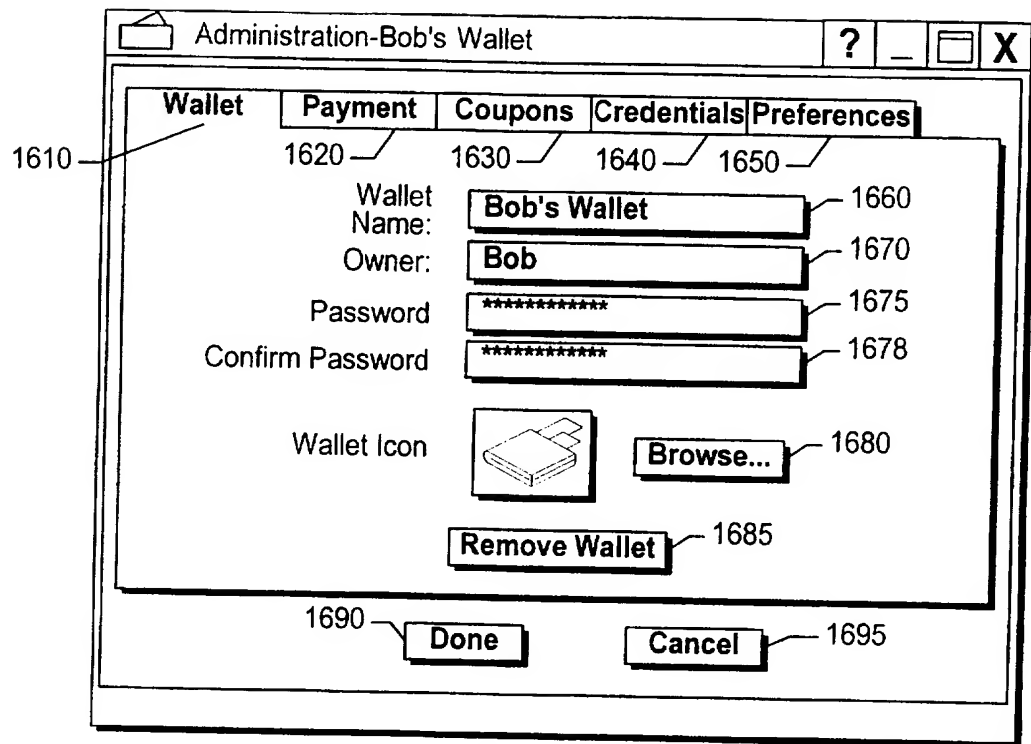 Administration-Bob's Wallet ? _ X
Wallet Payment Coupons Credentials Preferences
1610 1620 1630 1640 1650
Wallet
Name: Bob's Wallet 1660
Owner: Bob 1670
Password ************ 1675
Confirm Password ************ 1678
Wallet Icon Browse... 1680
Remove Wallet 1685
1690 Done Cancel 1695